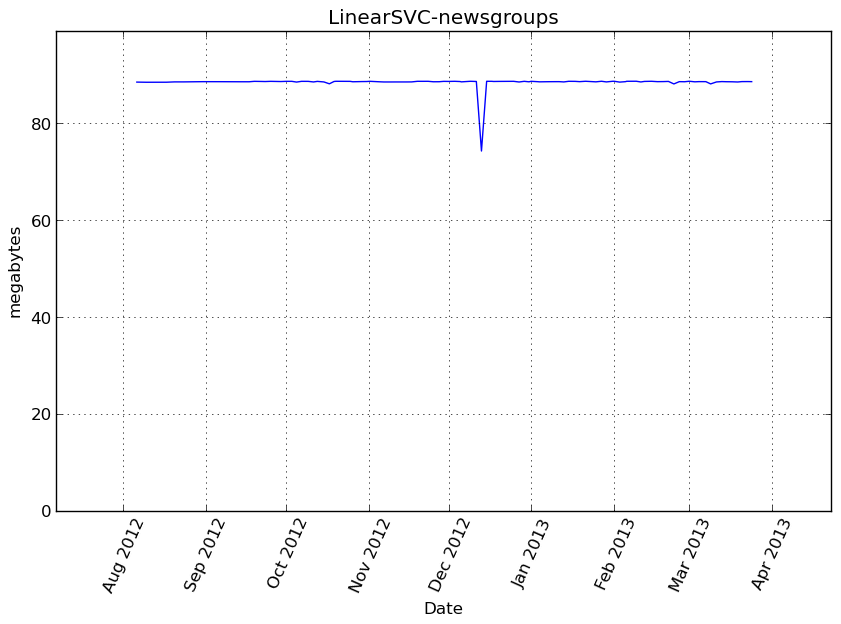 LinearSVC-newsgroups
megabytes
80
60
40
20
0
Aug 2012
Sep 2012
Oct 2012
Nov 2012
Dec 2012
Jan 2013
Feb 2013
Mar 2013
Apr 2013
Date